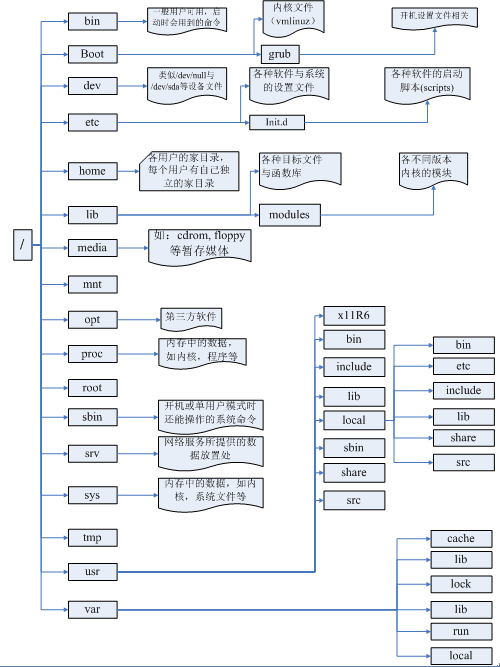 bin
一般用户可用，启
动时会用到的命令
内核文件
（vmlinuz）
开机设置文件相关
Boot
grub
dev
类似/dev/null与
/dev/sda等设备文件
各种软件与系统
的设置文件
各种软件的启动
脚本(scripts)
etc
Init.d
home
各用户的家目录，
每个用户有自己独
立的家目录
各种目标文件
与函数库
各不同版本
内核的模块
lib
modules
/
media
如：cdrom, floppy
等暂存媒体
mnt
opt
第三方软件
proc
内存中的数据，
如内核，程序等
root
sbin
开机或单用户模式时
还能操作的系统命令
srv
网络服务所提供的数
据放置处
sys
内存中的数据，如内
核，系统文件等
tmp
usr
var
x11R6
bin
include
lib
local
sbin
share
src
bin
etc
include
lib
share
src
cache
lib
lock
lib
run
local